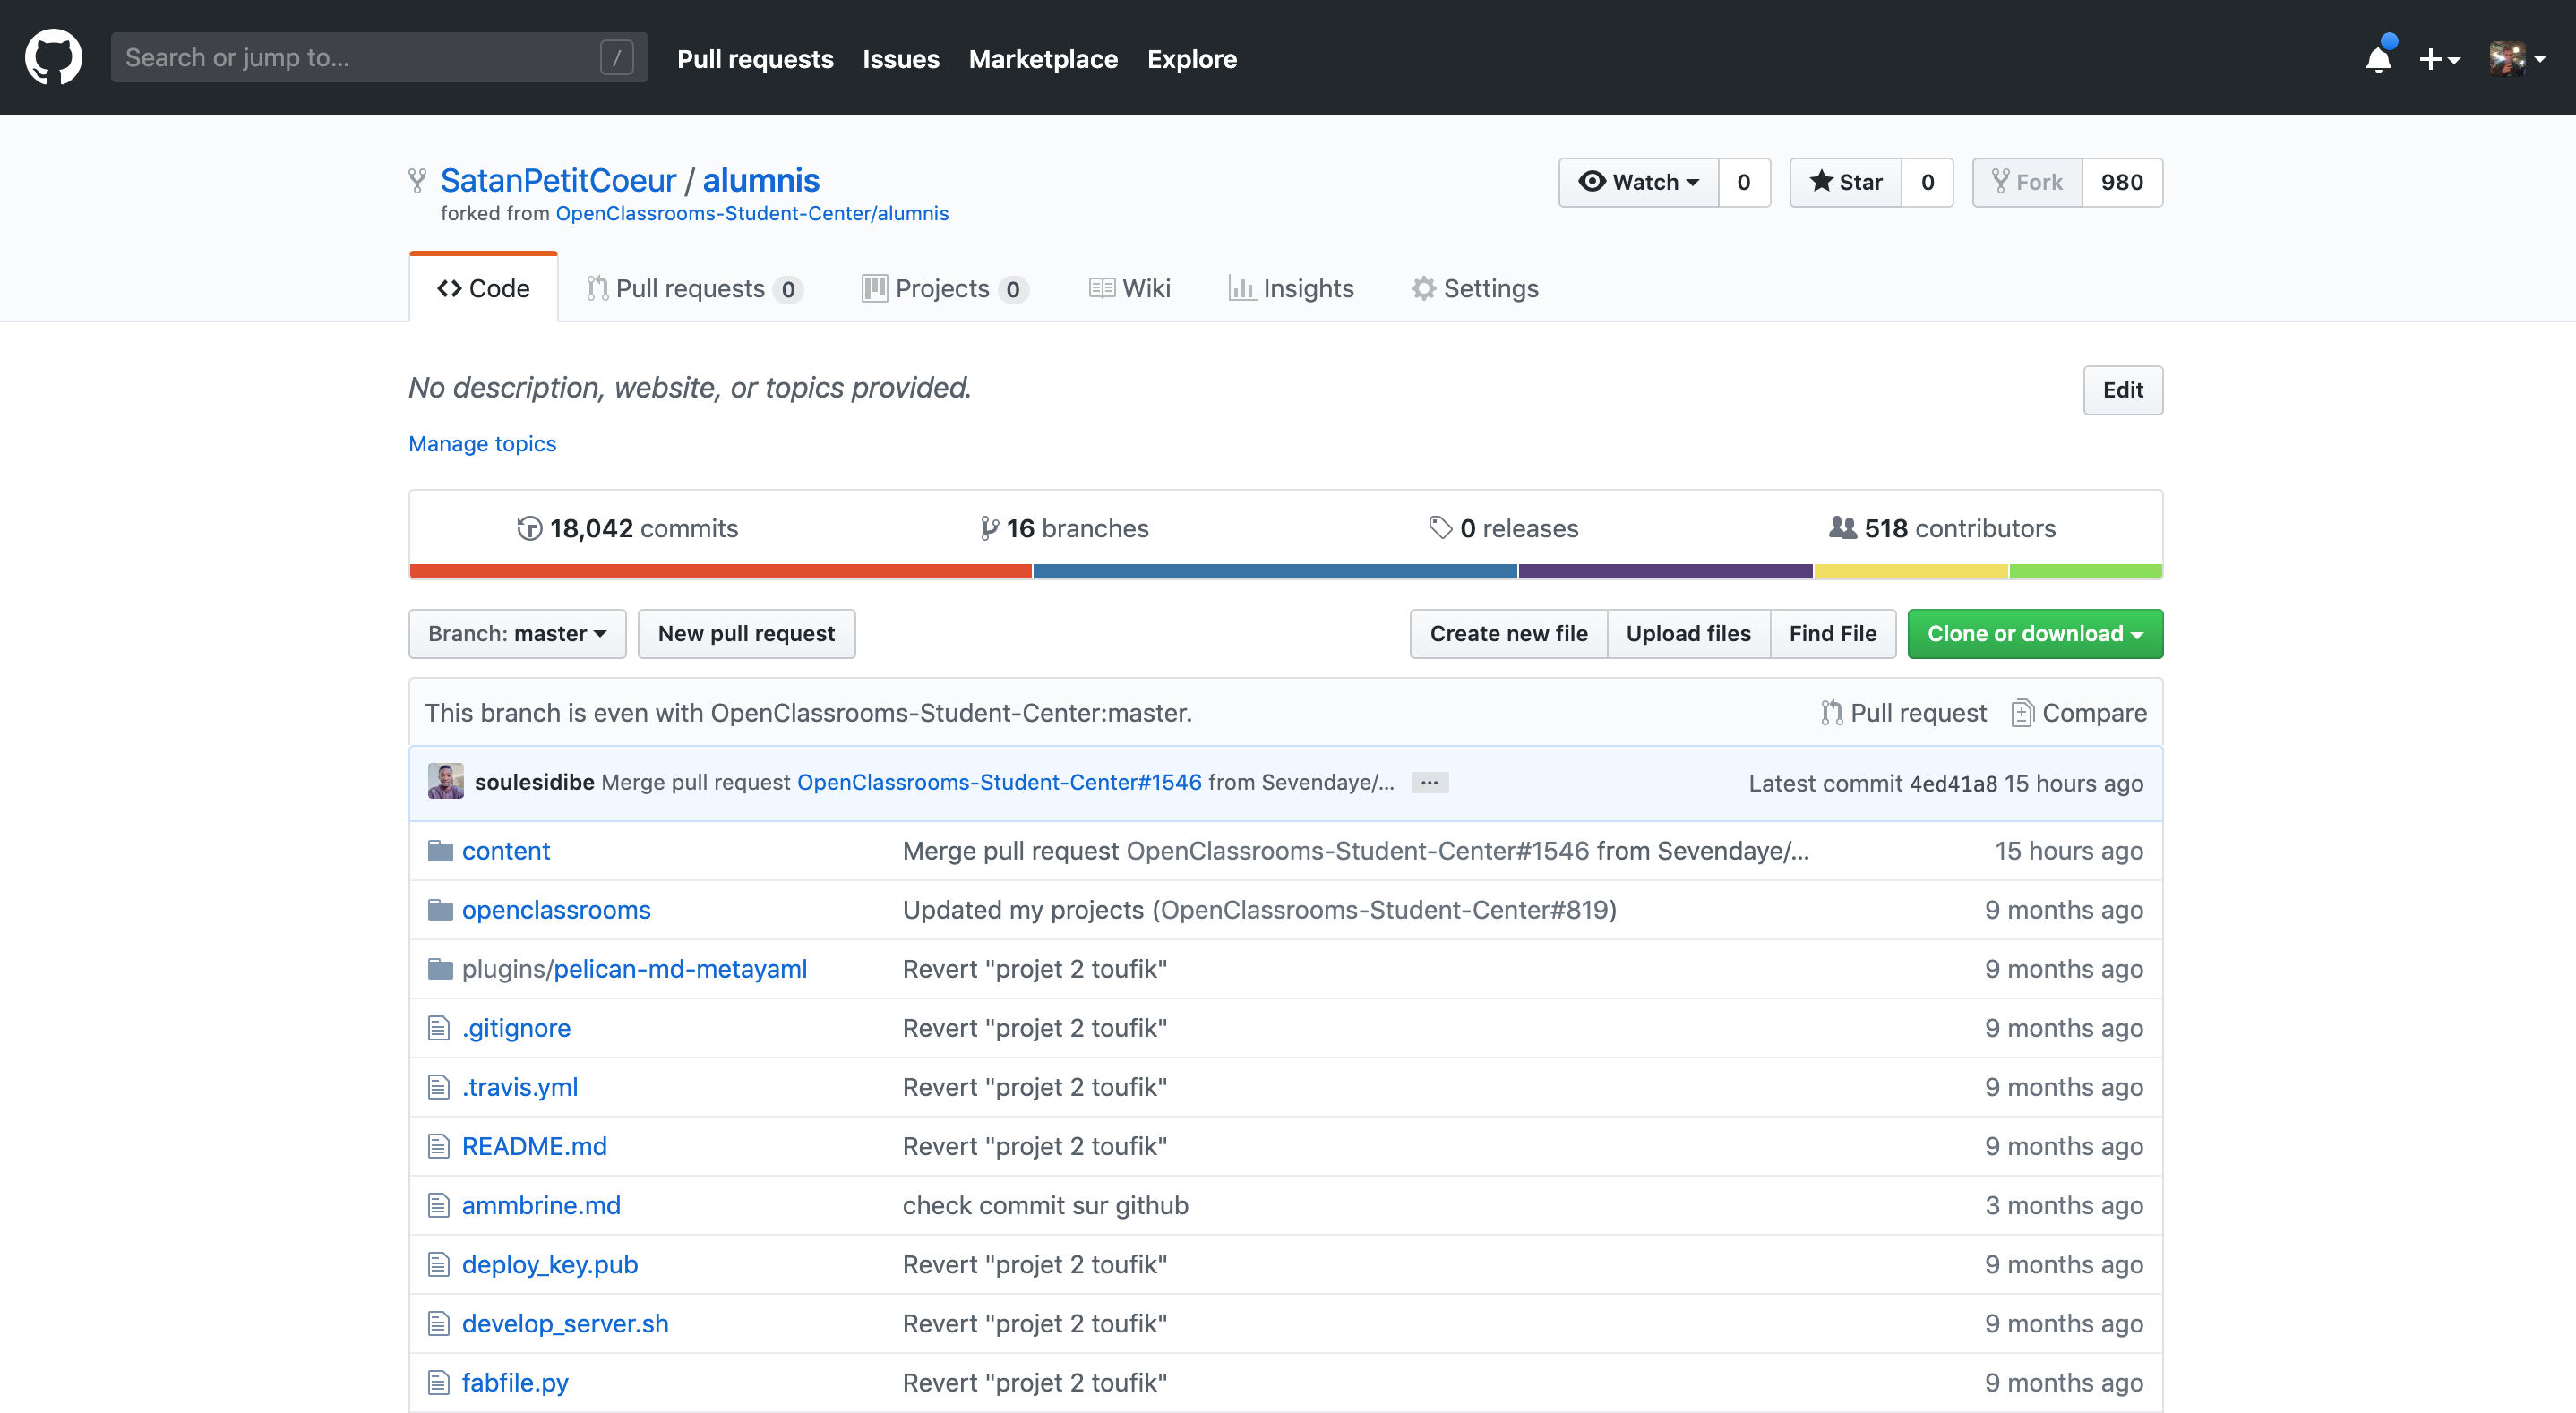 Search or jump to... /
Pull requests Issues Marketplace Explore
SatanPetitCoeur / alumnis
forked from OpenClassrooms-Student-Center/alumnis
Watch 0 Star 0 Fork 980
Code Pull requests 0 Projects 0 Wiki Insights Settings
No description, website, or topics provided. Edit
Manage topics
18,042 commits 16 branches 0 releases 518 contributors
Branch: master New pull request Create new file Upload files Find File Clone or download
This branch is even with OpenClassrooms-Student-Center:master. Pull request Compare
soulesidibe Merge pull request OpenClassrooms-Student-Center#1546 from Sevendaye/... ... Latest commit 4ed41a8 15 hours ago
content Merge pull request OpenClassrooms-Student-Center#1546 from Sevendaye/... 15 hours ago
openclassrooms Updated my projects (OpenClassrooms-Student-Center#819) 9 months ago
plugins/pelican-md-metayaml Revert "projet 2 toufik" 9 months ago
.gitignore Revert "projet 2 toufik" 9 months ago
.travis.yml Revert "projet 2 toufik" 9 months ago
README.md Revert "projet 2 toufik" 9 months ago
ammbrine.md check commit sur github 3 months ago
deploy_key.pub Revert "projet 2 toufik" 9 months ago
develop_server.sh Revert "projet 2 toufik" 9 months ago
fabfile.py Revert "projet 2 toufik" 9 months ago